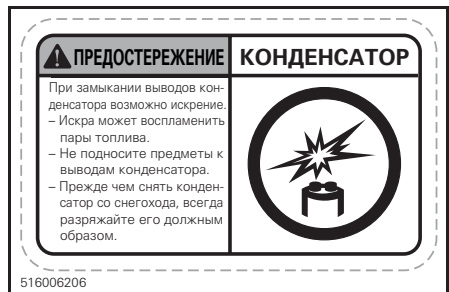 ПРЕДОСТЕРЕЖЕНИЕ
КОНДЕНСАТОР
При замыкании выводов кон-
денсатора возможно искрение.
– Искра может воспламенить
пары топлива.
– Не подносите предметы к
выводам конденсатора.
– Прежде чем снять конден-
сатор со снегохода, всегда
разряжайте его должным
образом.
516006206